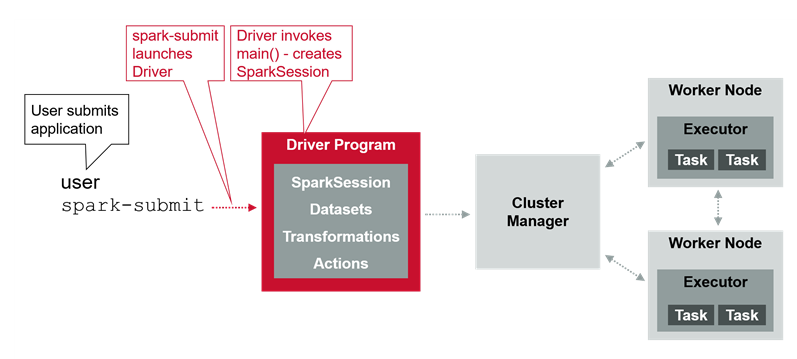 spark-submit
launches
Driver
Driver invokes
main() - creates
SparkSession
User submits
application
user
spark-submit
Driver Program
SparkSession
Datasets
Transformations
Actions
Cluster
Manager
Worker Node
Executor
Task Task
Worker Node
Executor
Task Task